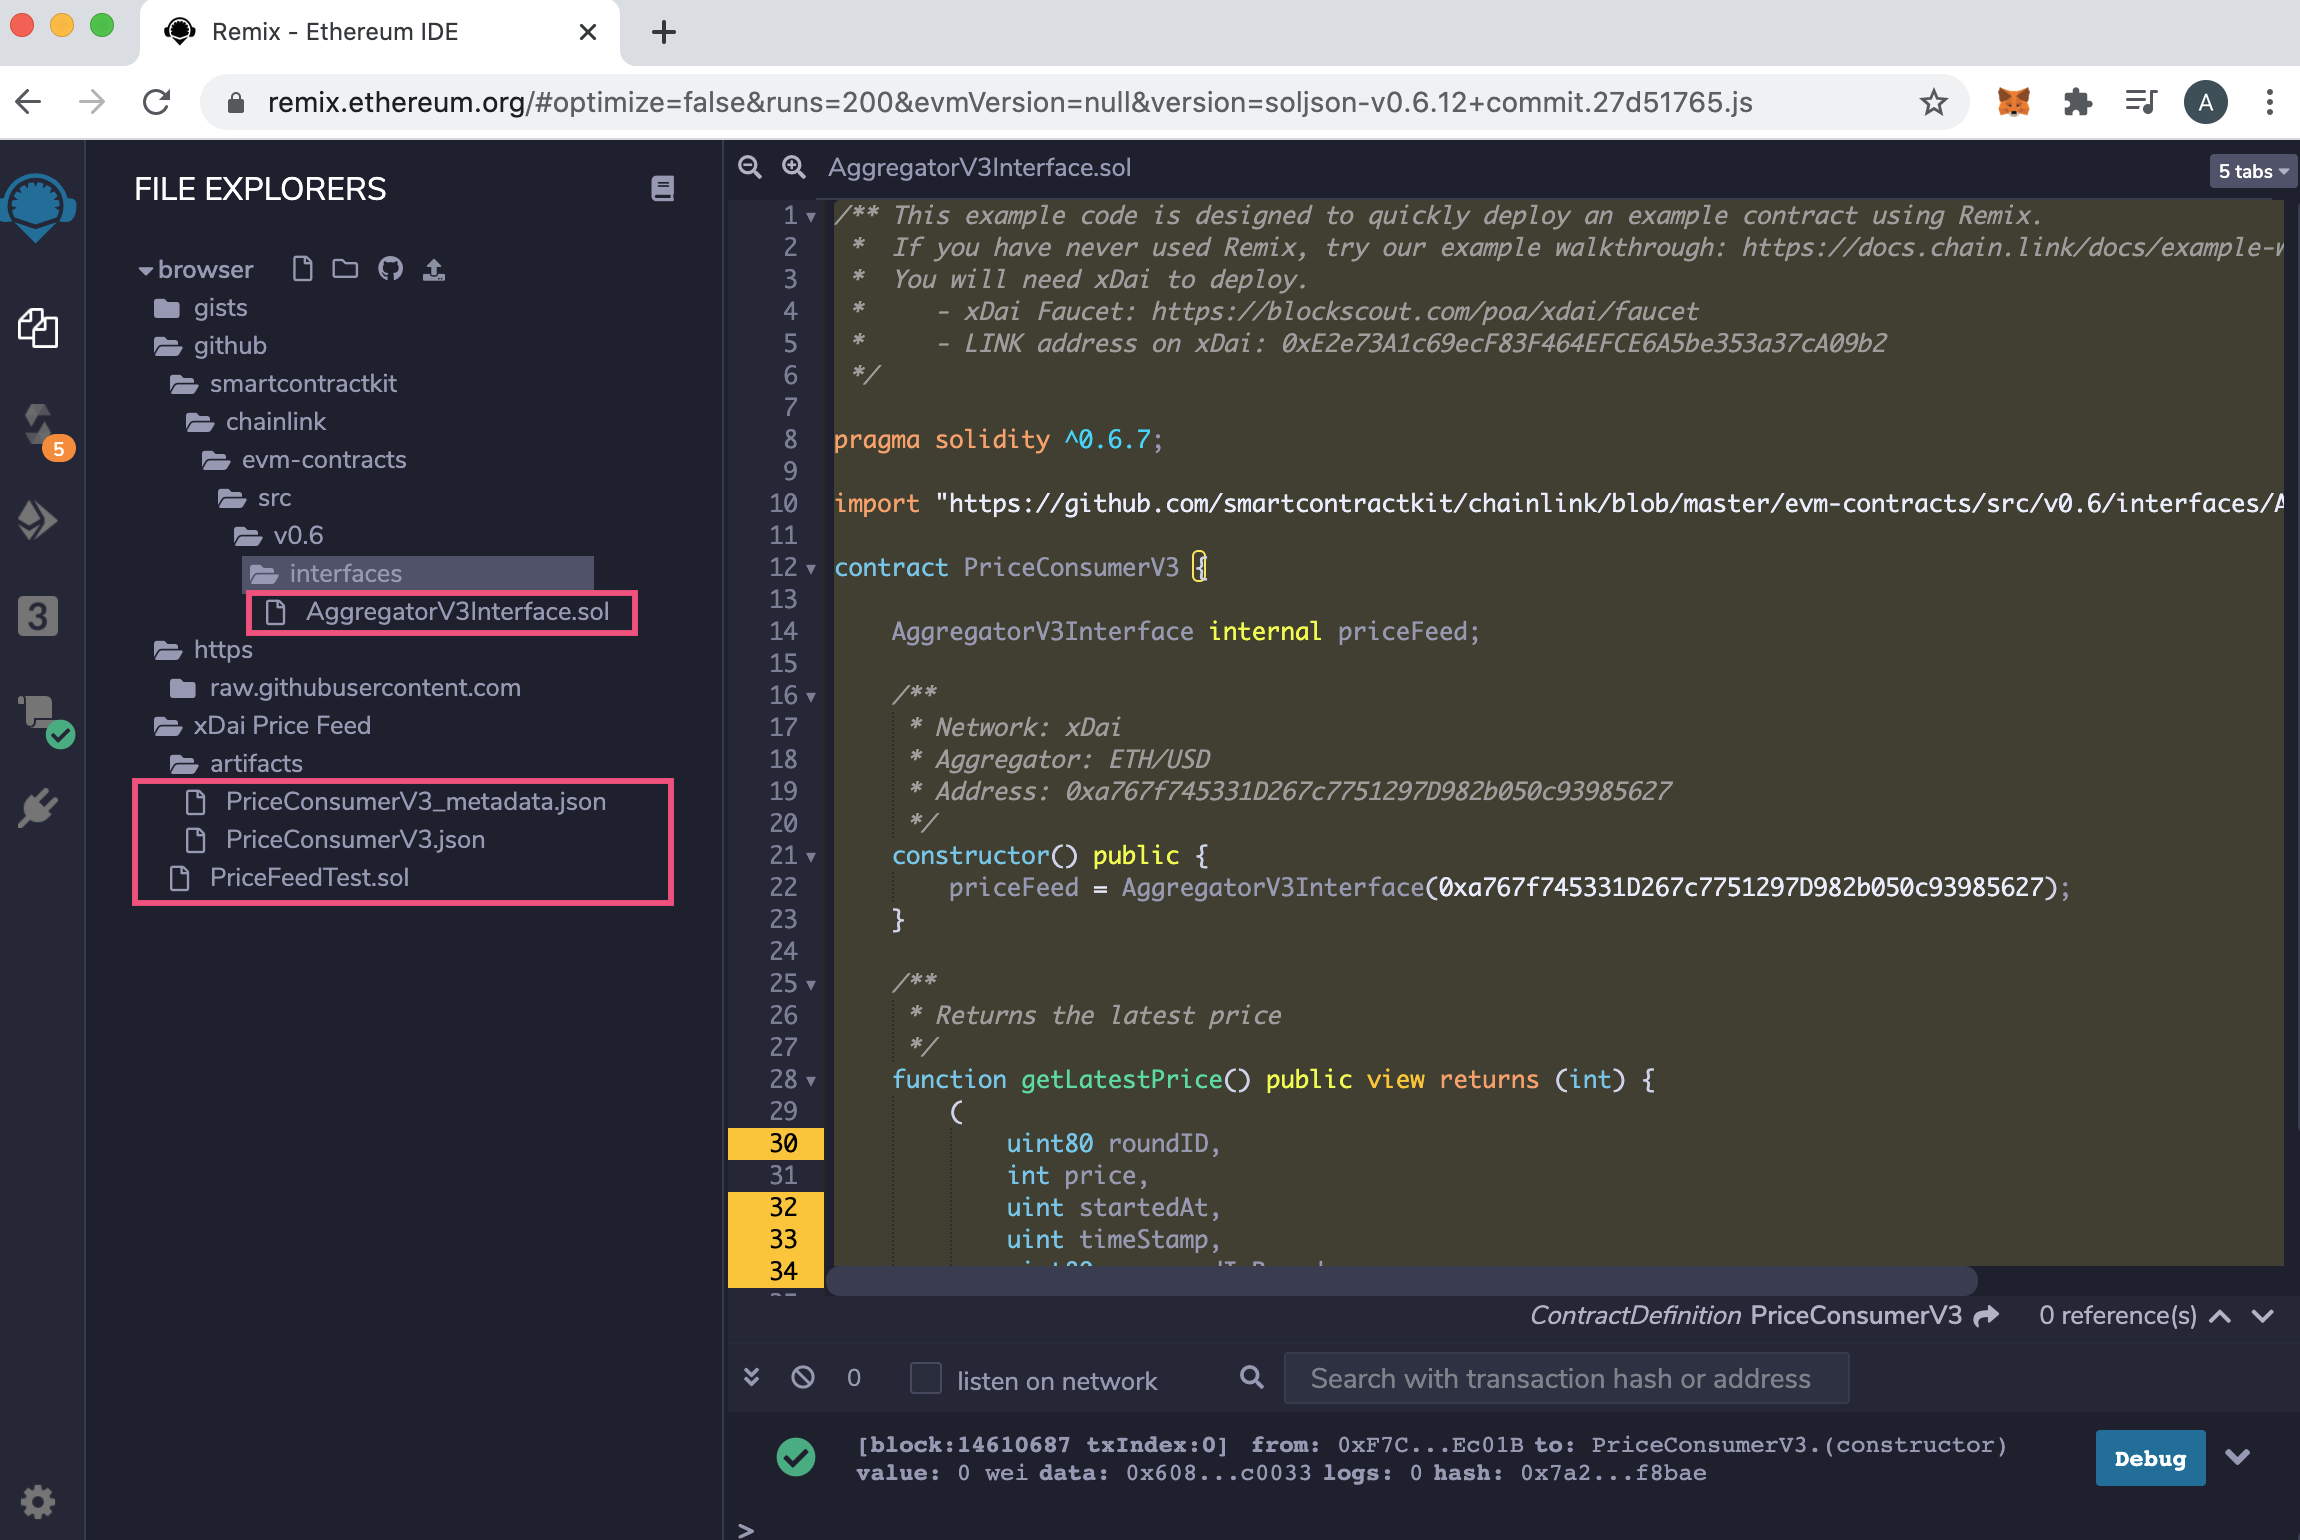 Remix - Ethereum IDE
remix.ethereum.org/#optimize=false&runs=200&evmVersion=null&version=soljson-v0.6.12+commit.27d51765.js
A
FILE EXPLORERS
browser
gists
github
smartcontractkit
chainlink
evm-contracts
src
v0.6
interfaces
AggregatorV3Interface.sol
https
raw.githubusercontent.com
xDai Price Feed
artifacts
PriceConsumerV3_metadata.json
PriceConsumerV3.json
PriceFeedTest.sol
5
3
AggregatorV3Interface.sol
5 tabs
1 /** This example code is designed to quickly deploy an example contract using Remix.
2 * If you have never used Remix, try our example walkthrough: https://docs.chain.link/docs/example-w
3 * You will need xDai to deploy.
4 * - xDai Faucet: https://blockscout.com/poa/xdai/faucet
5 * - LINK address on xDai: 0xE2e73A1c69ecF83F464EFCE6A5be353a37cA09b2
6 */
7
8 pragma solidity ^0.6.7;
9
10 import "https://github.com/smartcontractkit/chainlink/blob/master/evm-contracts/src/v0.6/interfaces/A
11
12 contract PriceConsumerV3 {
13
14 AggregatorV3Interface internal priceFeed;
15
16 /**
17 * Network: xDai
18 * Aggregator: ETH/USD
19 * Address: 0xa767f745331D267c7751297D982b050c93985627
20 */
21 constructor() public {
22 priceFeed = AggregatorV3Interface(0xa767f745331D267c7751297D982b050c93985627);
23 }
24
25 /**
26 * Returns the latest price
27 */
28 function getLatestPrice() public view returns (int) {
29 (
30 uint80 roundID,
31 int price,
32 uint startedAt,
33 uint timeStamp,
34
ContractDefinition PriceConsumerV3 0 reference(s)
0 listen on network Search with transaction hash or address
[block:14610687 txIndex:0] from: 0xF7C...Ec01B to: PriceConsumerV3.(constructor)
value: 0 wei data: 0x608...c0033 logs: 0 hash: 0x7a2...f8bae
Debug
>